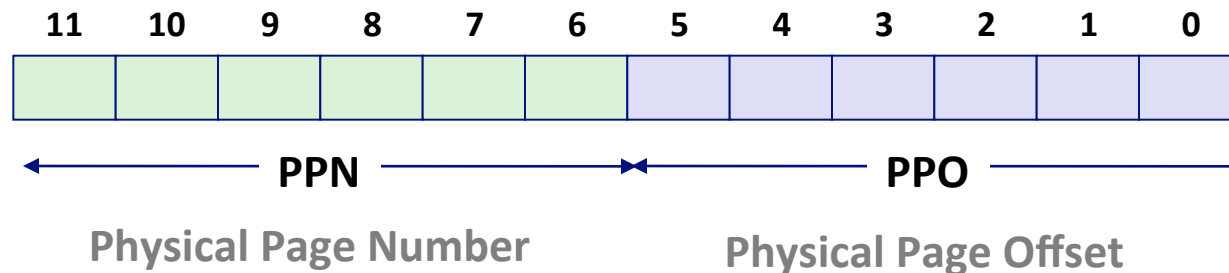 11 10 9 8 7 6 5 4 3 2 1 0
PPN PPO
Physical Page Number Physical Page Offset